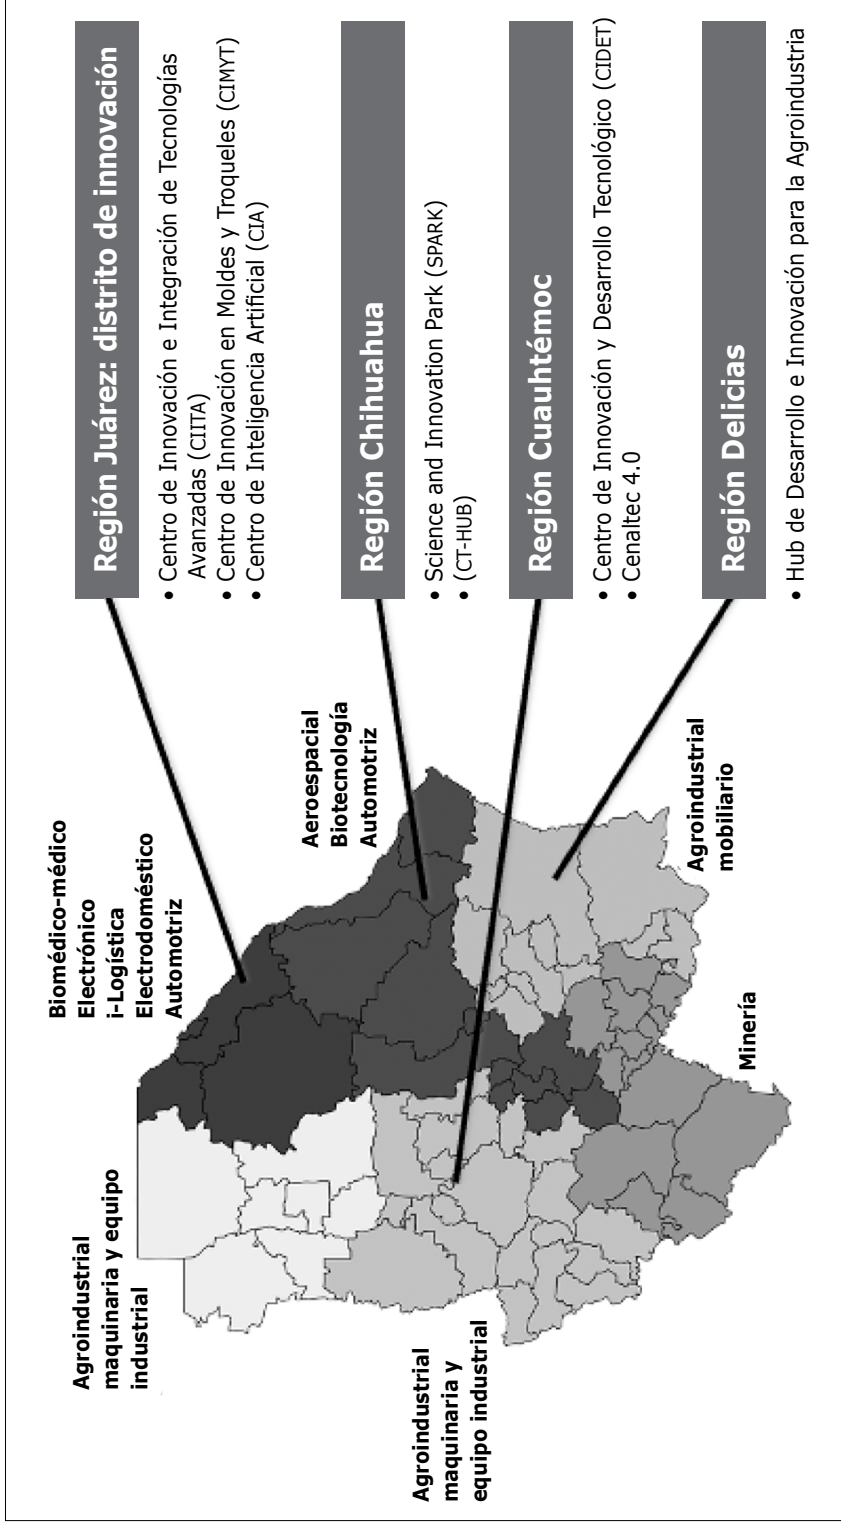 Agroindustrial
maquinaria y equipo
industrial
Biomédico-médico
Electrónico
i-Logística
Electrodoméstico
Automotriz
Aeroespacial
Biotecnología
Automotriz
Agroindustrial
maquinaria y
equipo industrial
Minería
Agroindustrial
mobiliario
Región Juárez: distrito de innovación
• Centro de Innovación e Integración de Tecnologías
Avanzadas (CIITA)
• Centro de Innovación en Moldes y Troqueles (CIMYT)
• Centro de Inteligencia Artificial (CIA)
Región Chihuahua
• Science and Innovation Park (SPARK)
• (CT-HUB)
Región Cuauhtémoc
• Centro de Innovación y Desarrollo Tecnológico (CIDET)
• Cenaltec 4.0
Región Delicias
• Hub de Desarrollo e Innovación para la Agroindustria